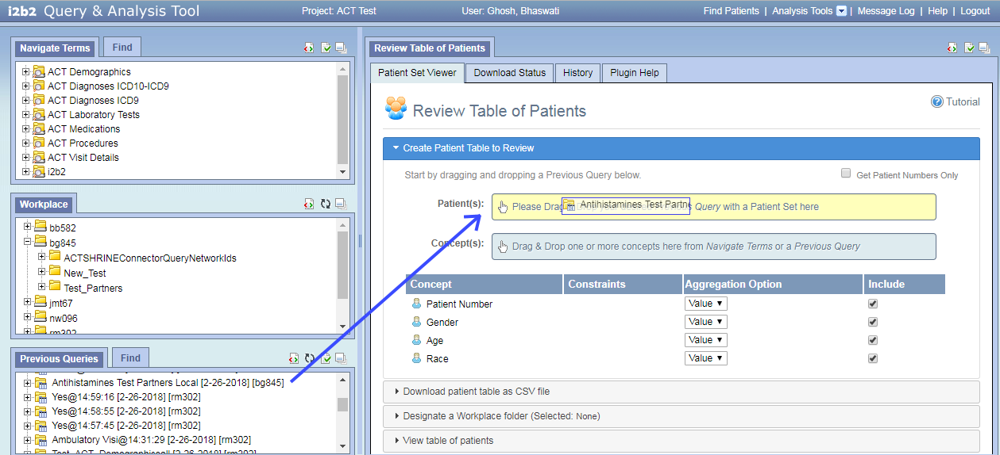 i2b2 Query & Analysis Tool
Project: ACT Test
User: Ghosh, Bhaswati
Find Patients | Analysis Tools | Message Log | Help | Logout
Navigate Terms
Find
ACT Demographics
ACT Diagnoses ICD10-ICD9
ACT Diagnoses ICD9
ACT Laboratory Tests
ACT Medications
ACT Procedures
ACT Visit Details
i2b2
Workplace
bb582
bg845
ACTSHRINEConnectorQueryNetworkIds
New_Test
Test_Partners
jmt67
nw096
rm302
Previous Queries
Find
Antihistamines Test Partners Local [2-26-2018] [bg845]
Yes@14:59:16 [2-26-2018] [rm302]
Yes@14:58:55 [2-26-2018] [rm302]
Yes@14:57:45 [2-26-2018] [rm302]
Ambulatory Visi@14:31:29 [2-26-2018] [rm302]
Review Table of Patients
Patient Set Viewer
Download Status
History
Plugin Help
Review Table of Patients
Tutorial
Create Patient Table to Review
Start by dragging and dropping a Previous Query below.
Get Patient Numbers Only
Patient(s):
Please Drag
Antihistamines Test Partn
Query with a Patient Set here
Concept(s):
Drag & Drop one or more concepts here from Navigate Terms or a Previous Query
Concept Constraints Aggregation Option Include
Patient Number Value
Gender Value
Age Value
Race Value
Download patient table as CSV file
Designate a Workplace folder (Selected: None)
View table of patients